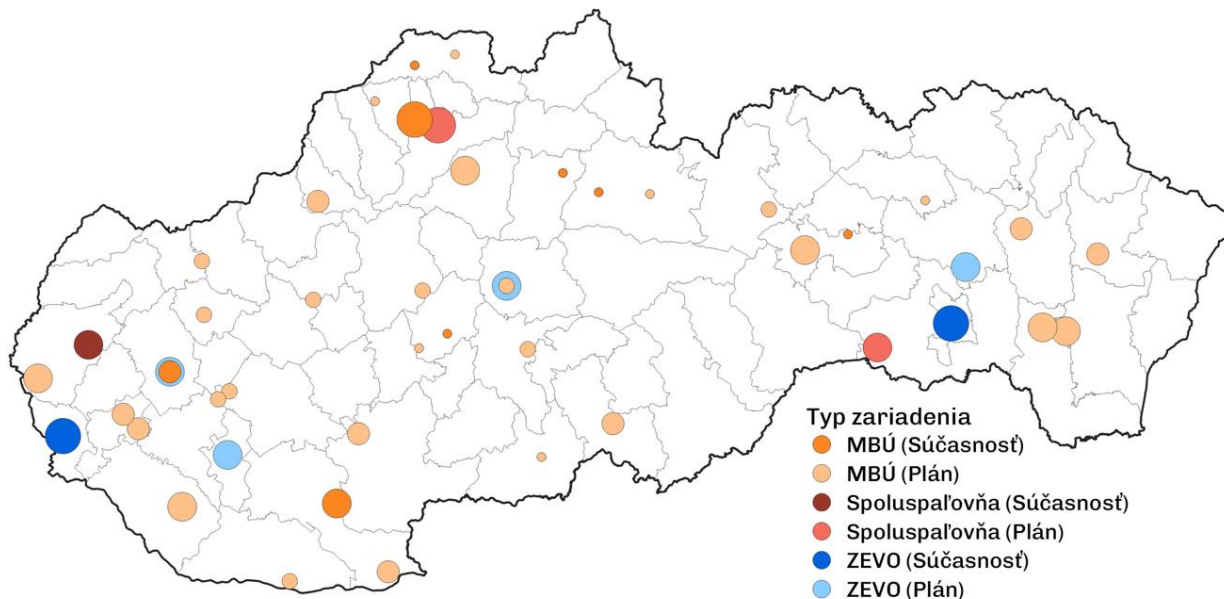 Typ zariadenia
MBÚ (Súčasnosť)
MBÚ (Plán)
Spoluspaľovňa (Súčasnosť)
Spoluspaľovňa (Plán)
ZEVO (Súčasnosť)
ZEVO (Plán)